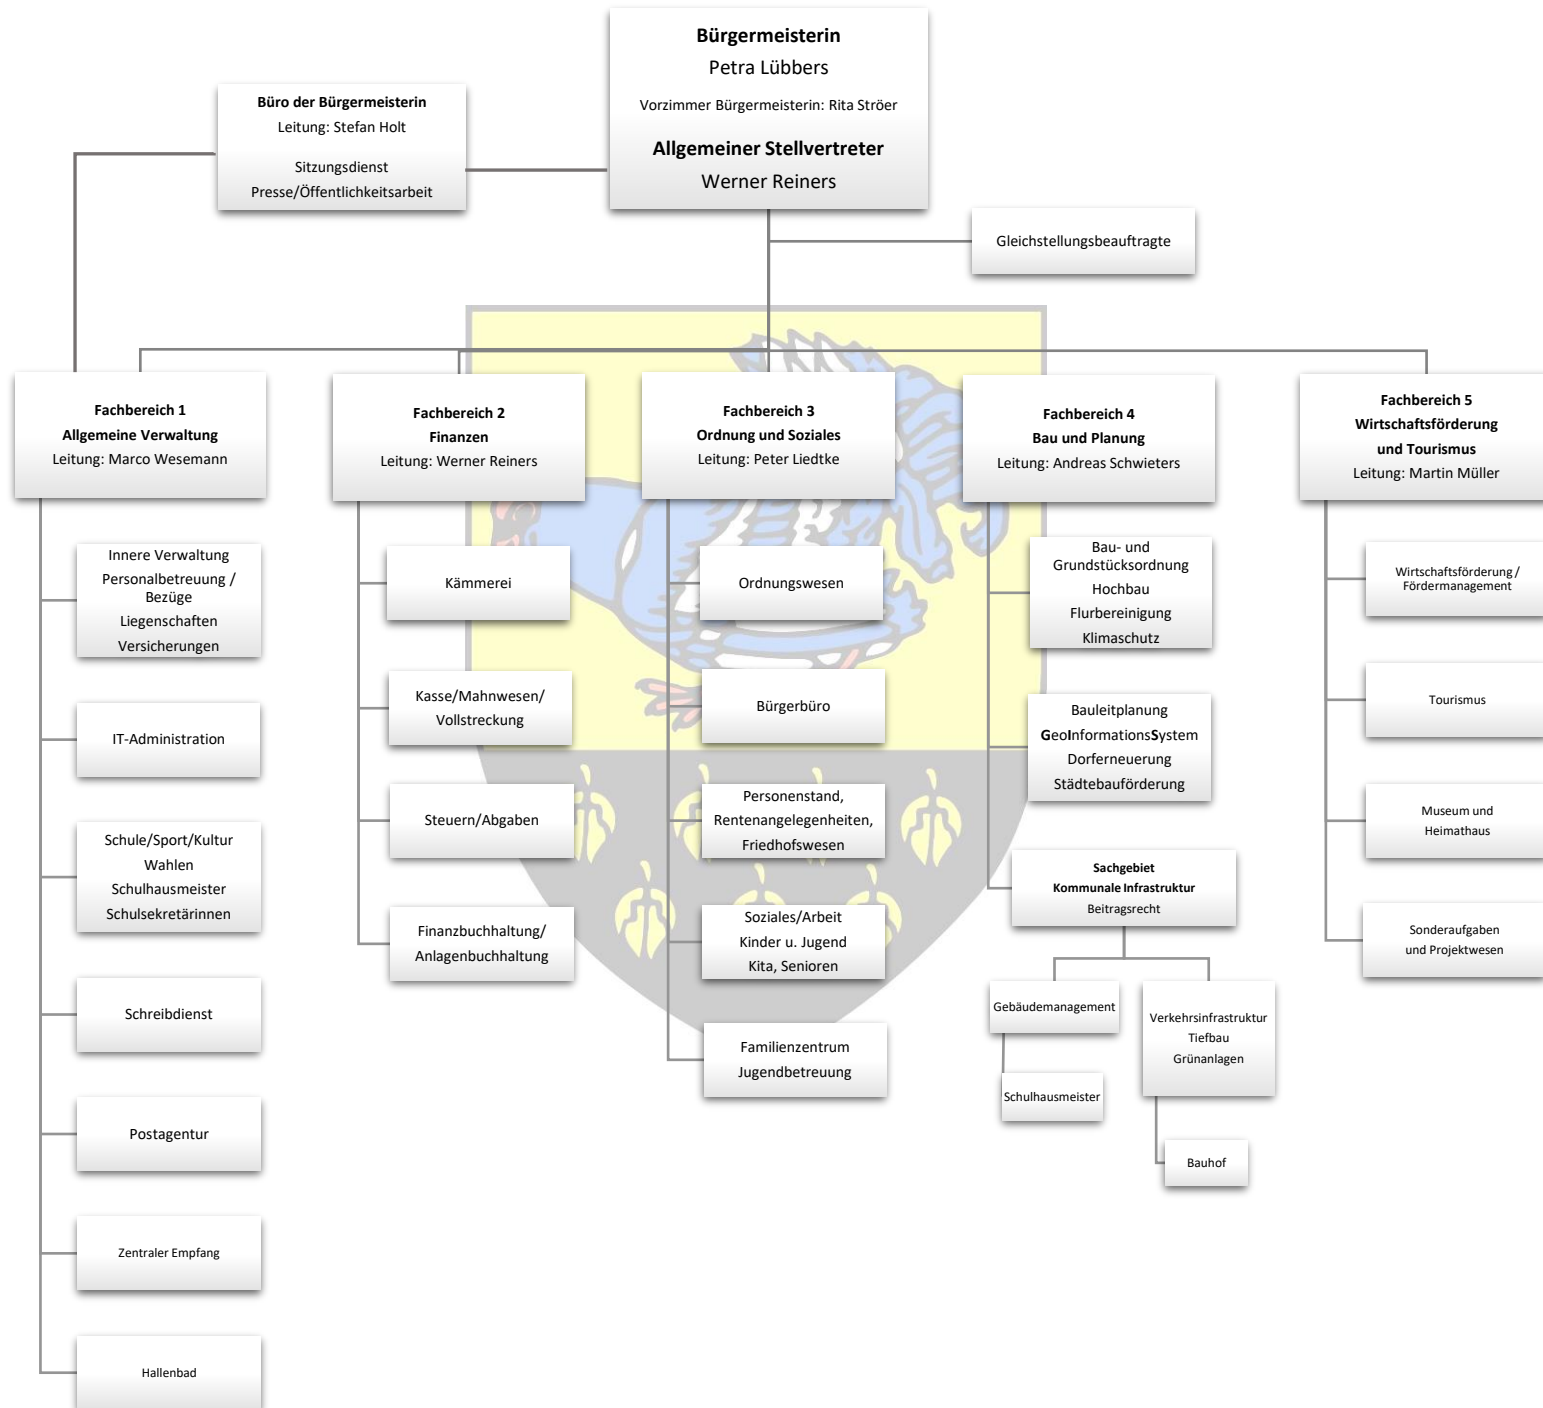 Bürgermeisterin
Petra Lübbers
Vorzimmer Bürgermeisterin: Rita Ströer
Allgemeiner Stellvertreter
Werner Reiners
Büro der Bürgermeisterin
Leitung: Stefan Holt
Sitzungsdienst
Presse/Öffentlichkeitsarbeit
Gleichstellungsbeauftragte
Fachbereich 1
Allgemeine Verwaltung
Leitung: Marco Wesemann
Innere Verwaltung
Personalbetreuung /
Bezüge
Liegenschaften
Versicherungen
IT-Administration
Schule/Sport/Kultur
Wahlen
Schulhausmeister
Schulsekretärinnen
Schreibdienst
Postagentur
Zentraler Empfang
Hallenbad
Fachbereich 2
Finanzen
Leitung: Werner Reiners
Kämmerei
Kasse/Mahnwesen/
Vollstreckung
Steuern/Abgaben
Finanzbuchhaltung/
Anlagenbuchhaltung
Fachbereich 3
Ordnung und Soziales
Leitung: Peter Liedtke
Ordnungswesen
Bürgerbüro
Personenstand,
Rentenangelegenheiten,
Friedhofswesen
Soziales/Arbeit
Kinder u. Jugend
Kita, Senioren
Familienzentrum
Jugendbetreuung
Fachbereich 4
Bau und Planung
Leitung: Andreas Schwieters
Bau- und
Grundstücksordnung
Hochbau
Flurbereinigung
Klimaschutz
Bauleitplanung
GeoInformationsSystem
Dorferneuerung
Städtebauförderung
Sachgebiet
Kommunale Infrastruktur
Beitragsrecht
Gebäudemanagement
Schulhausmeister
Verkehrsinfrastruktur
Tiefbau
Grünanlagen
Bauhof
Fachbereich 5
Wirtschaftsförderung
und Tourismus
Leitung: Martin Müller
Wirtschaftsförderung /
Fördermanagement
Tourismus
Museum und
Heimathaus
Sonderaufgaben
und Projektwesen